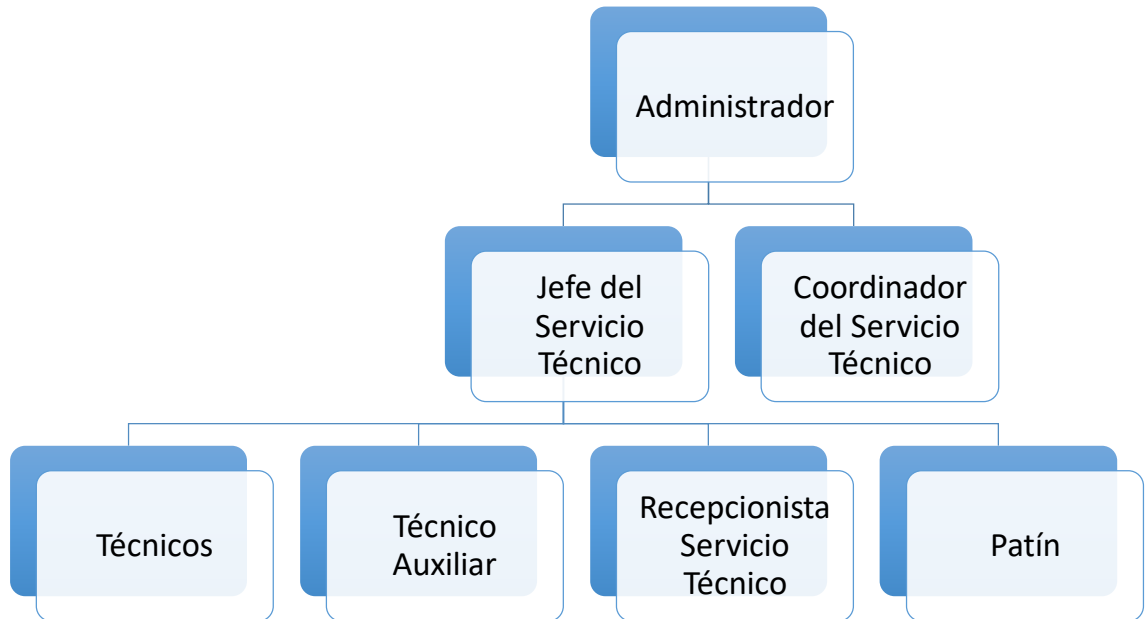 Administrador
Jefe del
Servicio
Técnico
Coordinador
del Servicio
Técnico
Técnicos
Técnico
Auxiliar
Recepcionista
Servicio
Técnico
Patín